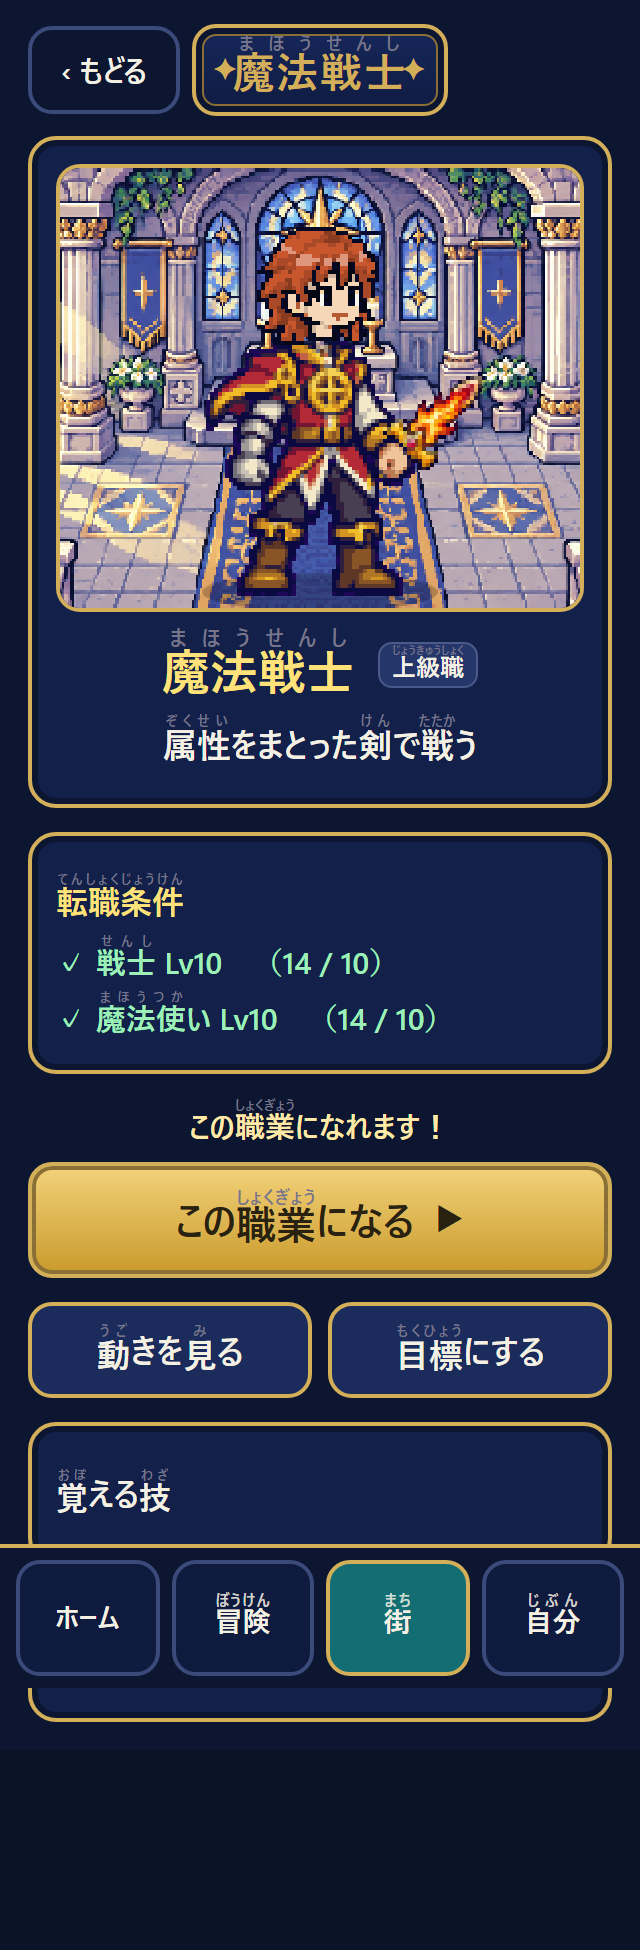 ‹ もどる
まほうせんし
✦魔法戦士✦
まほうせんし
魔法戦士
じょうきゅうしょく
上級職
ぞくせい けん たたか
属性をまとった剣で戦う
てんしょくじょうけん
転職条件
せんし
✓ 戦士 Lv10 （14 / 10）
まほうつか
✓ 魔法使い Lv10 （14 / 10）
しょくぎょう
この職業になれます！
しょくぎょう
この職業になる ▶
うご み
動きを見る
もくひょう
目標にする
おぼ わざ
覚える技
ホーム
ぼうけん
冒険
まち
街
じぶん
自分